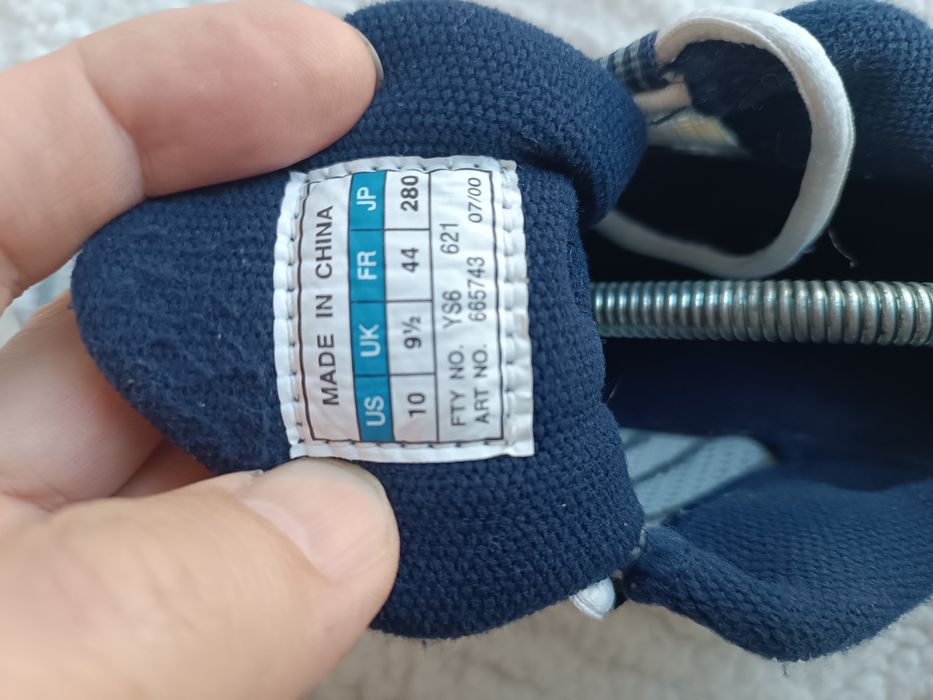 MADE IN CHINA
US UK FR JP
10 9½ 44 280
FTY NO. YS6 621
ART NO. 665743 07/00